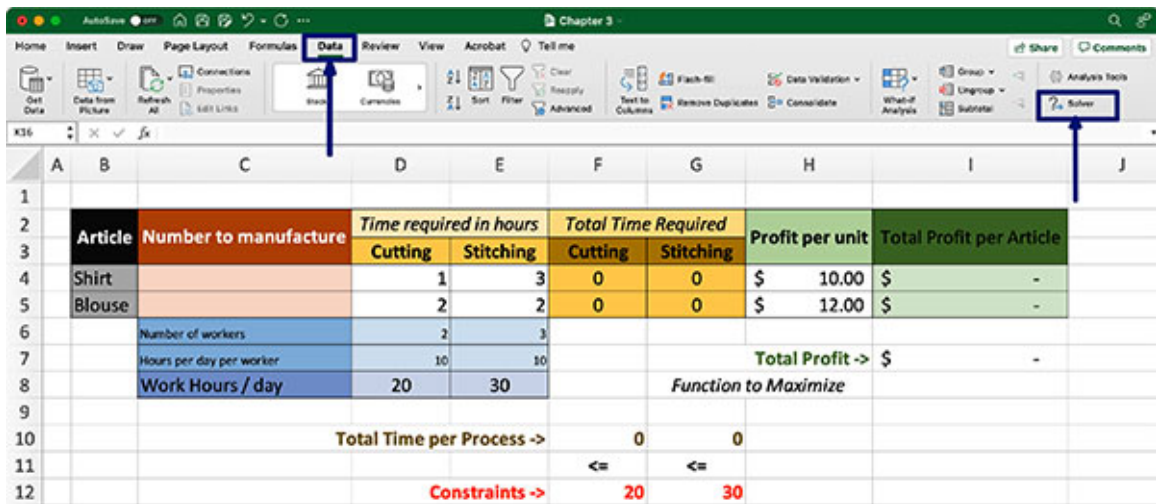 AutoSave OFF Chapter 3
Home Insert Draw Page Layout Formulas Data Review View Acrobat Tell me Share Comments
Connections Clear Flash-fill Data Validation Group Analysis Tools
Properties Reapply Remove Duplicates Consolidate Ungroup Solver
Get Data Data from Picture Refresh All Edit Links Stocks Currencies Sort Filter Advanced Text to Columns What-if Analysis Subtotal
K36 fx
A B C D E F G H I J
1
2 Article Number to manufacture Time required in hours Total Time Required Profit per unit Total Profit per Article
3 Cutting Stitching Cutting Stitching
4 Shirt 1 3 0 0 $ 10.00 $ -
5 Blouse 2 2 0 0 $ 12.00 $ -
6 Number of workers 2 3
7 Hours per day per worker 10 10 Total Profit -> $ -
8 Work Hours / day 20 30 Function to Maximize
9
10 Total Time per Process -> 0 0
11 <= <=
12 Constraints -> 20 30